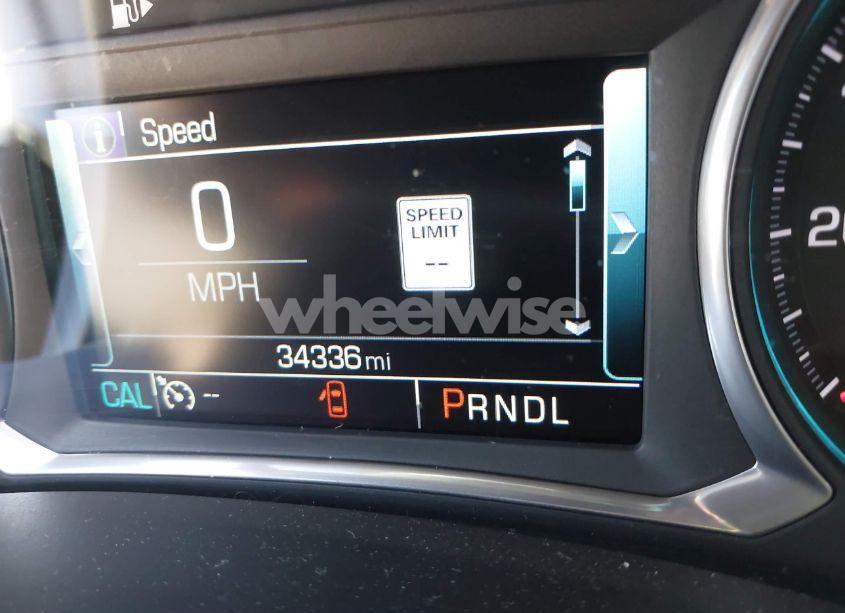 Speed
0
MPH
SPEED
LIMIT
--
wheelwise
34336 mi
CAL
--
PRNDL